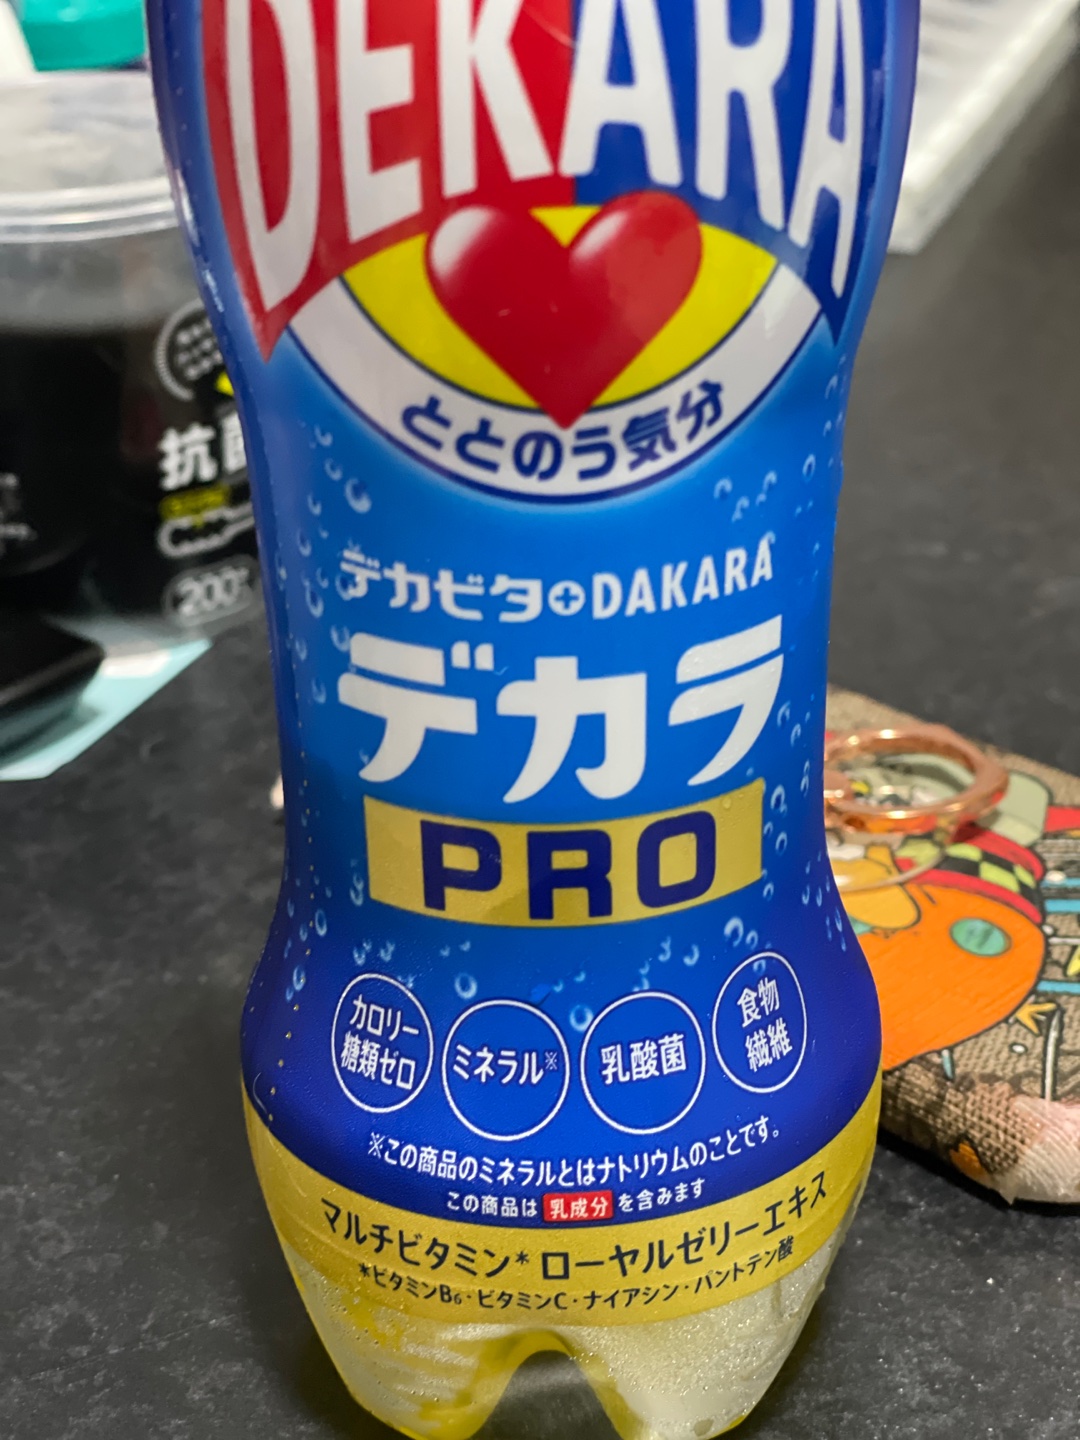 DEKARA
ととのう気分
デカビタ+DAKARA
デカラ
PRO
カロリー
糖類ゼロ
ミネラル※
乳酸菌
食物
繊維
※この商品のミネラルとはナトリウムのことです。
この商品は 乳成分 を含みます
マルチビタミン* ローヤルゼリーエキス
*ビタミンB6・ビタミンC・ナイアシン・パントテン酸
抗菌
200